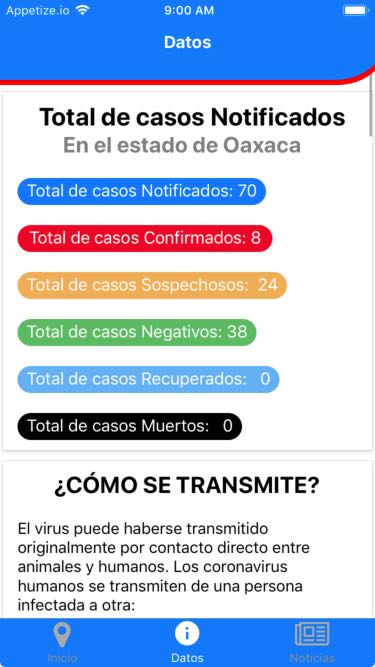 Appetize.io 9:00 AM
Datos
Total de casos Notificados
En el estado de Oaxaca
Total de casos Notificados: 70
Total de casos Confirmados: 8
Total de casos Sospechosos: 24
Total de casos Negativos: 38
Total de casos Recuperados: 0
Total de casos Muertos: 0
¿CÓMO SE TRANSMITE?
El virus puede haberse transmitido
originalmente por contacto directo entre
animales y humanos. Los coronavirus
humanos se transmiten de una persona
infectada a otra:
Inicio Datos Noticias